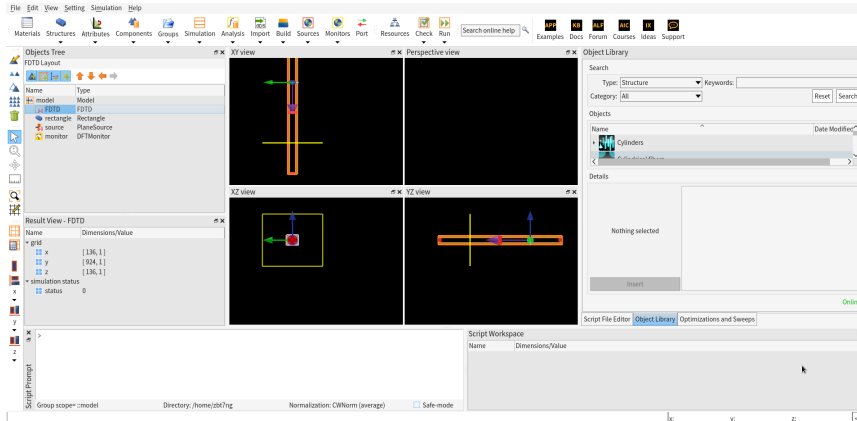 File Edit View Setting Simulation Help
Materials Structures Attributes Components Groups Simulation Analysis Import Build Sources Monitors Port Resources Check Run
GDS
Search online help
APP KB ALF AIC IX
Examples Docs Forum Courses Ideas Support
Objects Tree
FDTD Layout
Name Type
model Model
FDTD FDTD
rectangle Rectangle
source PlaneSource
monitor DFTMonitor
Result View - FDTD
Name Dimensions/Value
grid
x [136, 1]
y [924, 1]
z [136, 1]
simulation status
status 0
x
y
z
XY view
Perspective view
XZ view
YZ view
Object Library
Search
Type: Structure Keywords:
Category: All Reset Search
Objects
Name Date Modified
Cylinders
Details
Nothing selected
Insert
Onlin
Script File Editor Object Library Optimizations and Sweeps
Script Prompt
>
Group scope= ::model Directory: /home/zbt7ng Normalization: CWNorm (average) Safe-mode
Script Workspace
Name Dimensions/Value
x: y: z: